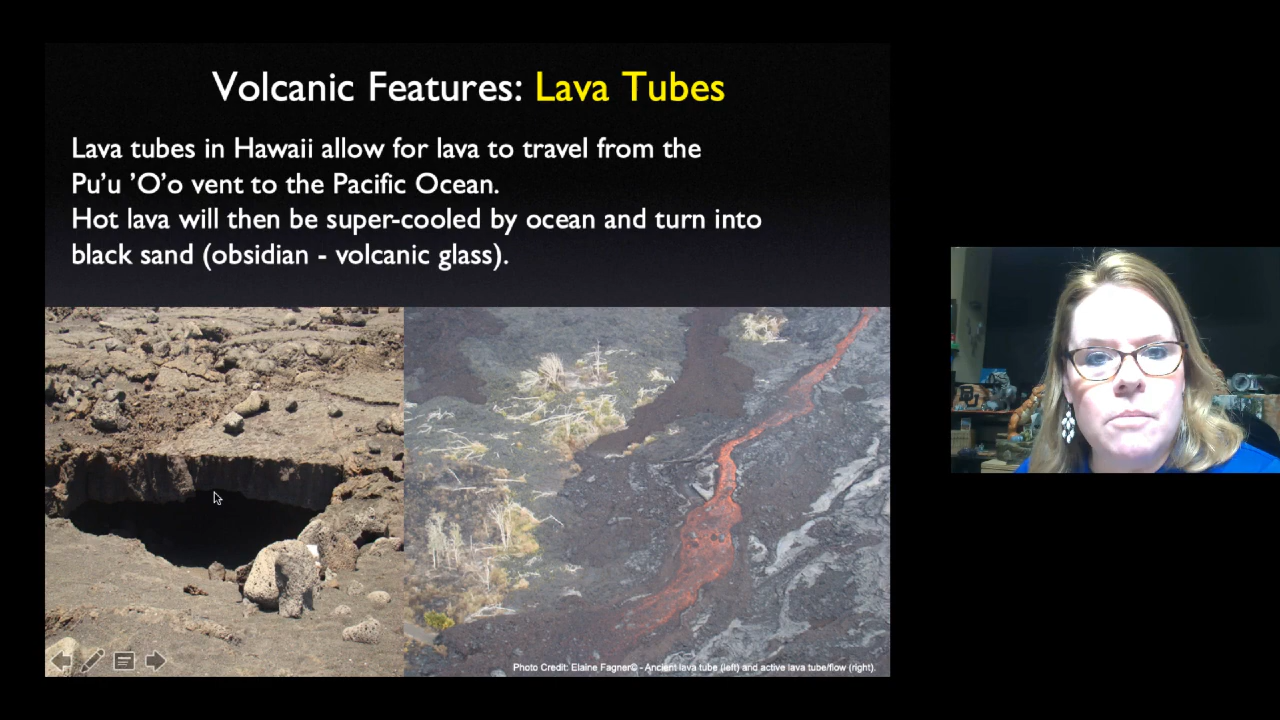 Volcanic Features: Lava Tubes
Lava tubes in Hawaii allow for lava to travel from the
Pu’u ’O’o vent to the Pacific Ocean.
Hot lava will then be super-cooled by ocean and turn into
black sand (obsidian - volcanic glass).
Photo Credit: Elaine Fagner© - Ancient lava tube (left) and active lava tube/flow (right).